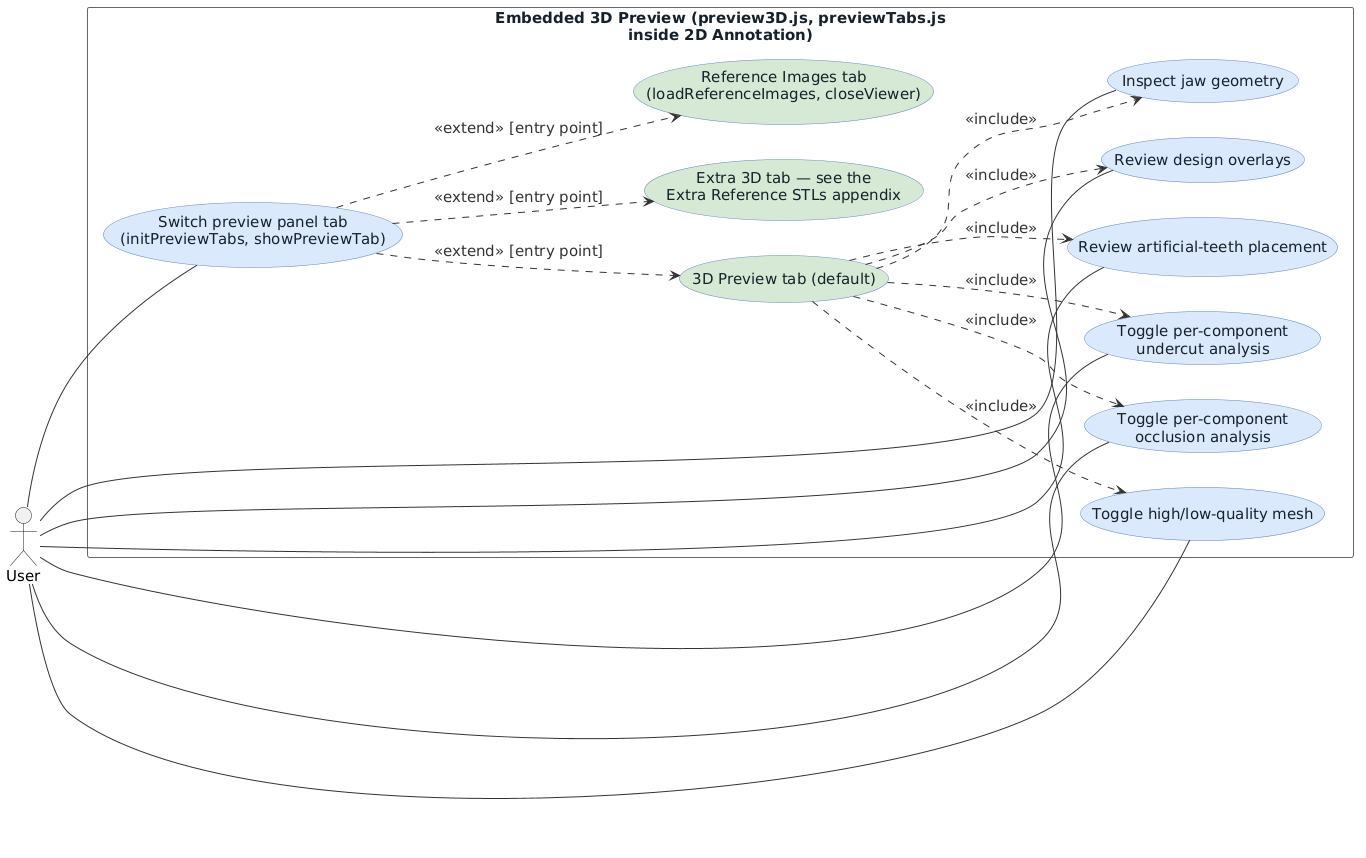 Embedded 3D Preview (preview3D.js, previewTabs.js
inside 2D Annotation)
Reference Images tab
(loadReferenceImages, closeViewer)
Inspect jaw geometry
«include»
«extend» [entry point]
Review design overlays
«include»
Extra 3D tab — see the
Extra Reference STLs appendix
«extend» [entry point]
Switch preview panel tab
(initPreviewTabs, showPreviewTab)
«include»
Review artificial-teeth placement
«extend» [entry point]
3D Preview tab (default)
«include»
«include»
Toggle per-component
undercut analysis
«include»
Toggle per-component
occlusion analysis
Toggle high/low-quality mesh
User